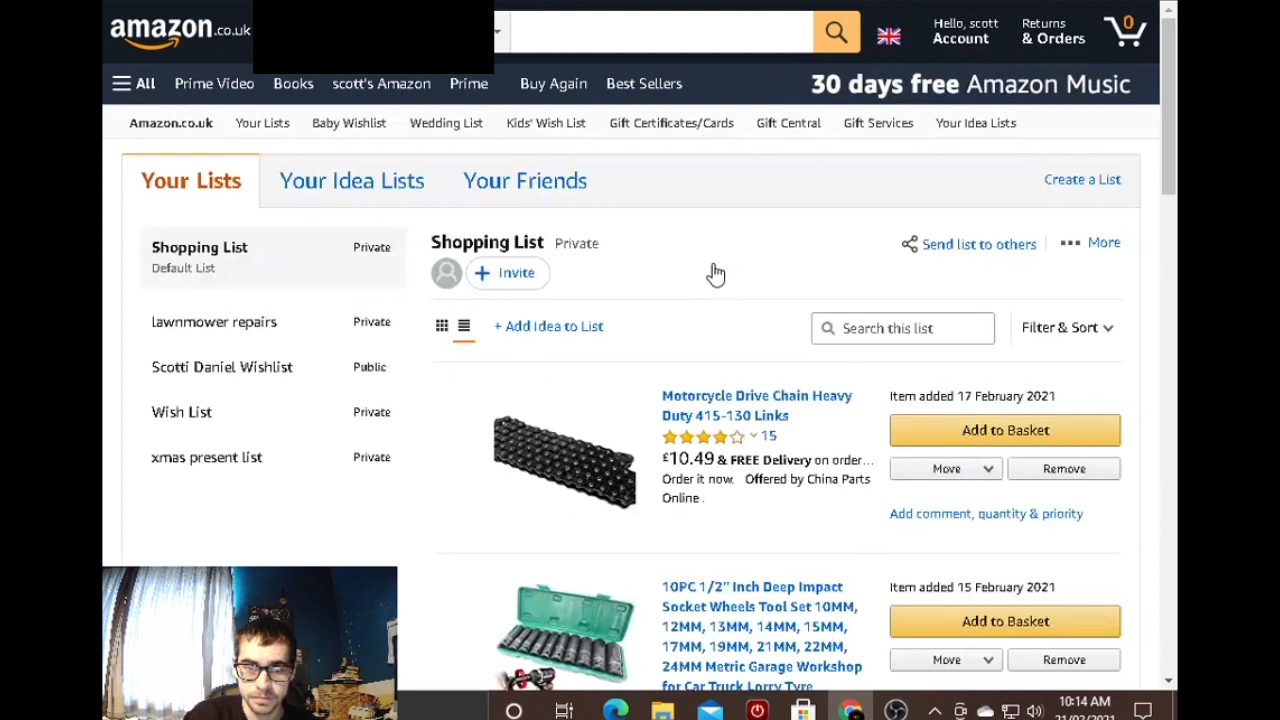 amazon.co.uk
Hello, scott
Account
Returns
& Orders
0
All Prime Video Books scott's Amazon Prime Buy Again Best Sellers
30 days free Amazon Music
Amazon.co.uk Your Lists Baby Wishlist Wedding List Kids' Wish List Gift Certificates/Cards Gift Central Gift Services Your Idea Lists
Your Lists Your Idea Lists Your Friends Create a List
Shopping List Private
Default List
lawnmower repairs Private
Scotti Daniel Wishlist Public
Wish List Private
xmas present list Private
Shopping List Private
Send list to others More
+ Invite
+ Add Idea to List
Search this list
Filter & Sort
Motorcycle Drive Chain Heavy
Duty 415-130 Links
15
£10.49 & FREE Delivery on order...
Order it now. Offered by China Parts
Online .
Item added 17 February 2021
Add to Basket
Move Remove
Add comment, quantity & priority
10PC 1/2" Inch Deep Impact
Socket Wheels Tool Set 10MM,
12MM, 13MM, 14MM, 15MM,
17MM, 19MM, 21MM, 22MM,
24MM Metric Garage Workshop
for Car Truck Lorry Tyre
Item added 15 February 2021
Add to Basket
Move Remove
10:14 AM
21/02/2021